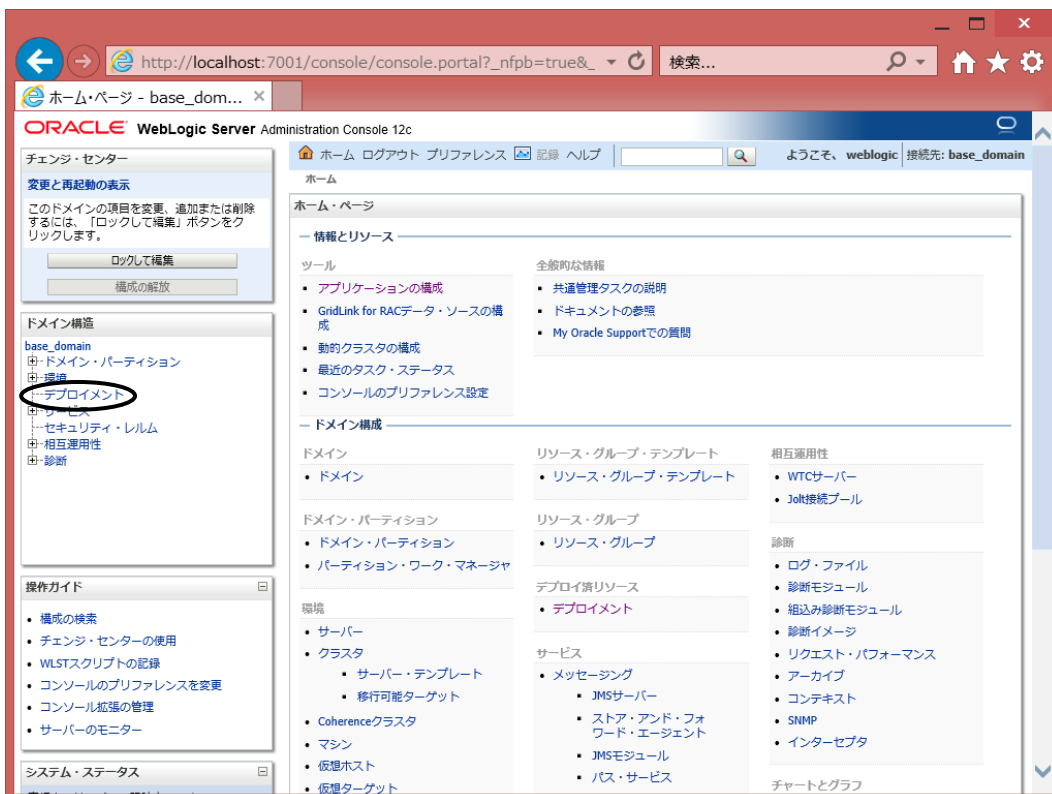 http://localhost:7001/console/console.portal?_nfpb=true&_
検索...
ホーム・ページ - base_dom...
ORACLE WebLogic Server Administration Console 12c
チェンジ・センター
変更と再起動の表示
このドメインの項目を変更、追加または削除
するには、「ロックして編集」ボタンをク
リックします。
ロックして編集
構成の解放
ドメイン構造
base_domain
ドメイン・パーティション
環境
デプロイメント
サービス
セキュリティ・レルム
相互運用性
診断
操作ガイド
構成の検索
チェンジ・センターの使用
WLSTスクリプトの記録
コンソールのプリファレンスを変更
コンソール拡張の管理
サーバーのモニター
システム・ステータス
ホーム ログアウト プリファレンス 記録 ヘルプ
ようこそ、 weblogic 接続先: base_domain
ホーム
ホーム・ページ
情報とリソース
ツール
アプリケーションの構成
GridLink for RACデータ・ソースの構
成
動的クラスタの構成
最近のタスク・ステータス
コンソールのプリファレンス設定
全般的な情報
共通管理タスクの説明
ドキュメントの参照
My Oracle Supportでの質問
ドメイン構成
ドメイン
ドメイン
ドメイン・パーティション
ドメイン・パーティション
パーティション・ワーク・マネージャ
環境
サーバー
クラスタ
サーバー・テンプレート
移行可能ターゲット
Coherenceクラスタ
マシン
仮想ホスト
仮想ターゲット
リソース・グループ・テンプレート
リソース・グループ・テンプレート
リソース・グループ
リソース・グループ
デプロイ済リソース
デプロイメント
サービス
メッセージング
JMSサーバー
ストア・アンド・フォ
ワード・エージェント
JMSモジュール
パス・サービス
相互運用性
WTCサーバー
Jolt接続プール
診断
ログ・ファイル
診断モジュール
組込み診断モジュール
診断イメージ
リクエスト・パフォーマンス
アーカイブ
コンテキスト
SNMP
インターセプタ
チャートとグラフ